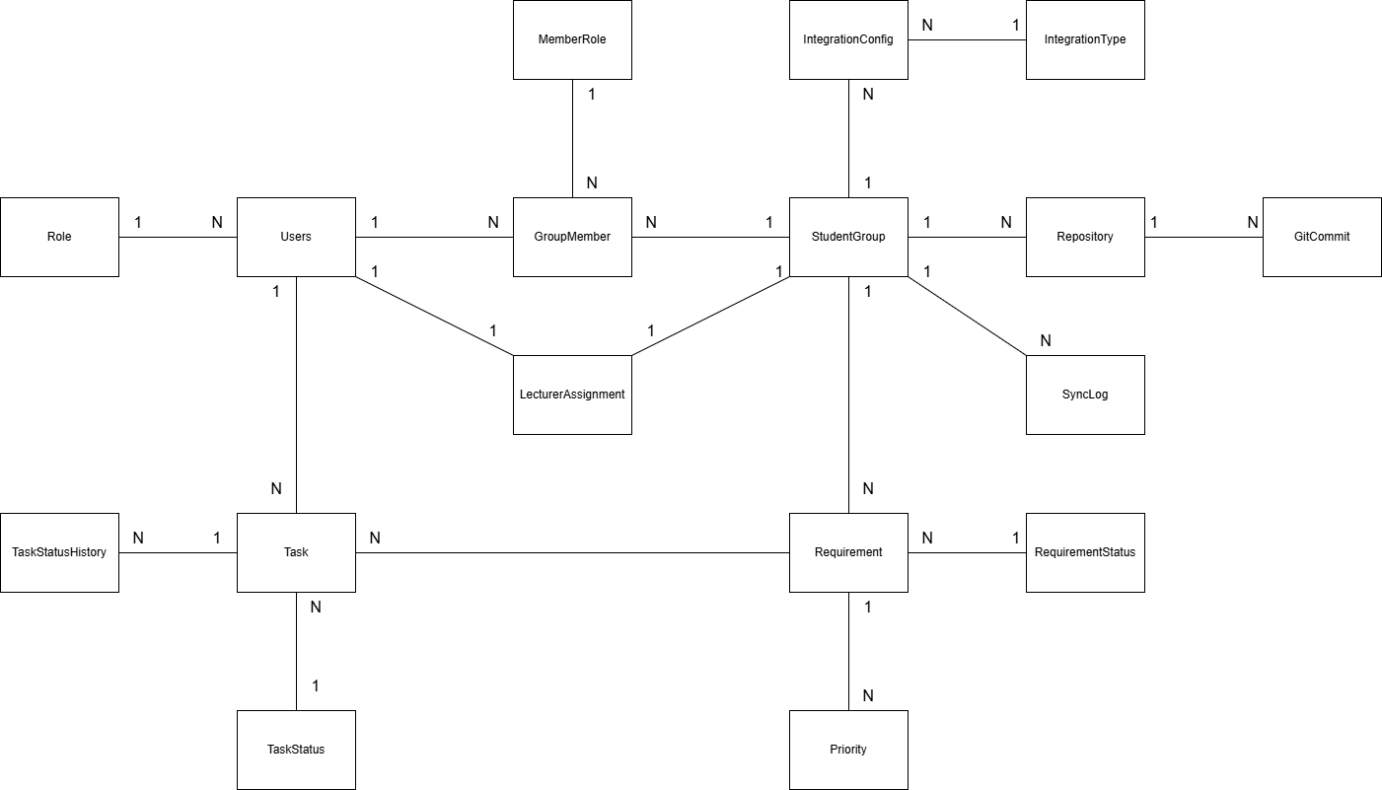 MemberRole
IntegrationConfig
N
1
IntegrationType
1
N
N
1
Role
1
N
Users
1
N
GroupMember
N
1
StudentGroup
1
N
Repository
1
N
GitCommit
1
1
1
1
1
1
1
N
N
LecturerAssignment
SyncLog
N
N
TaskStatusHistory
N
1
Task
N
Requirement
N
1
RequirementStatus
N
1
1
N
TaskStatus
Priority